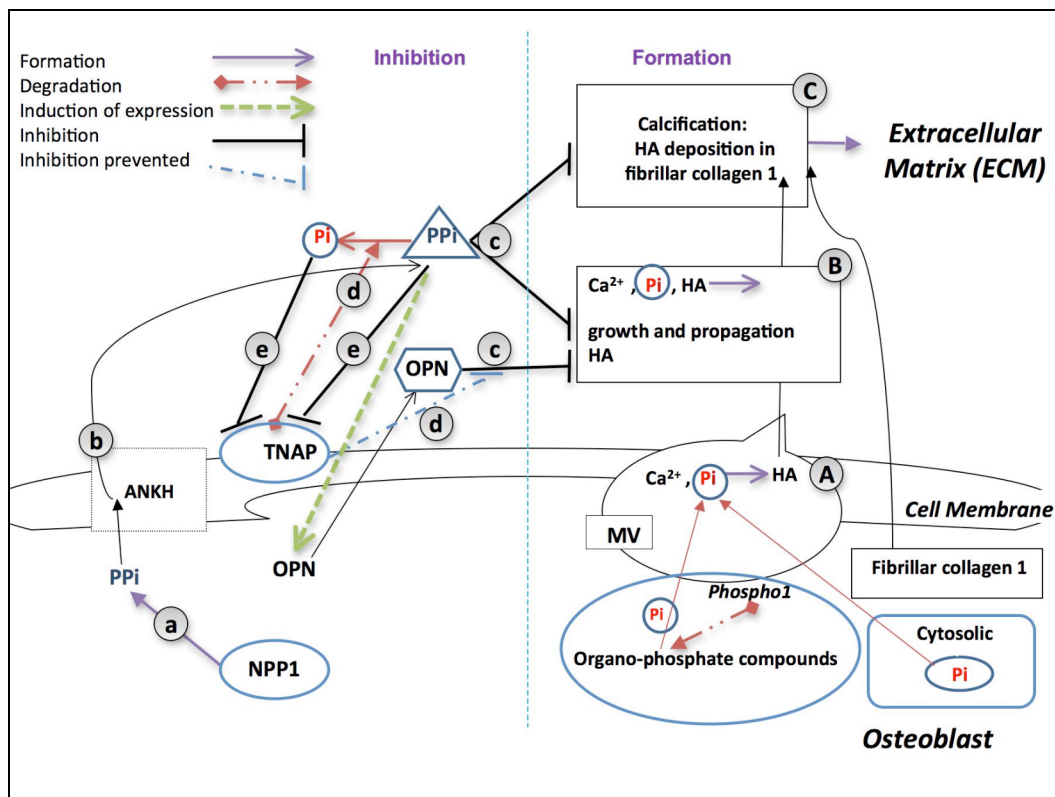 Formation
Degradation
Induction of expression
Inhibition
Inhibition prevented
Inhibition
Formation
C
Calcification:
HA deposition in
fibrillar collagen 1
Extracellular
Matrix (ECM)
Pi
PPi
c
d
B
Ca²⁺ , Pi , HA
growth and propagation
HA
e
e
OPN
c
d
TNAP
b
ANKH
Ca²⁺ , Pi HA
A
MV
Cell Membrane
OPN
PPi
a
NPP1
Fibrillar collagen 1
Phospho1
Pi
Organo-phosphate compounds
Cytosolic
Pi
Osteoblast